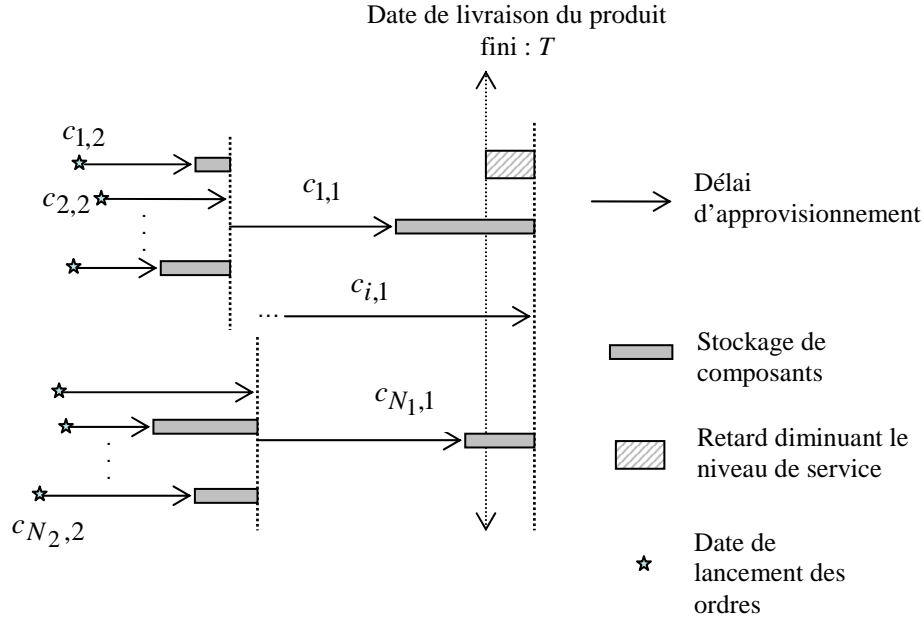 Date de livraison du produit
fini : T
c1,2
c2,2
c1,1
ci,1
cN1,1
cN2,2
Délai
d’approvisionnement
Stockage de
composants
Retard diminuant le
niveau de service
Date de
lancement des
ordres